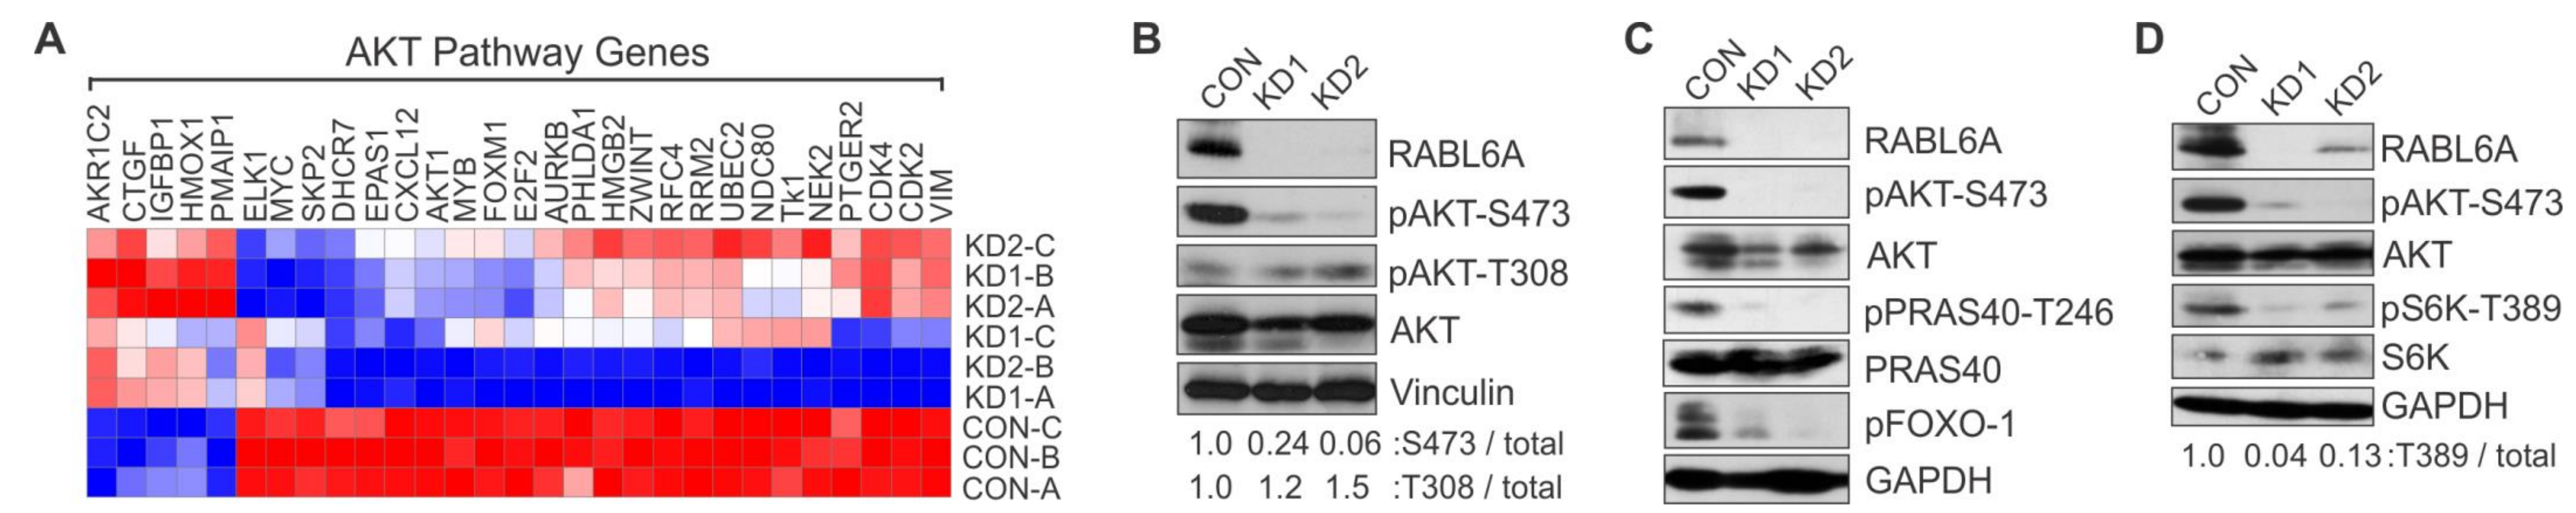 A
AKT Pathway Genes
AKR1C2
CTGF
IGFBP1
HMOX1
PMAIP1
ELK1
MYC
SKP2
DHCR7
EPAS1
CXCL12
AKT1
MYB
FOXM1
E2F2
AURKB
PHLDA1
HMGB2
ZWINT
RFC4
RRM2
UBEC2
NDC80
Tk1
NEK2
PTGER2
CDK4
CDK2
VIM
KD2-C
KD1-B
KD2-A
KD1-C
KD2-B
KD1-A
CON-C
CON-B
CON-A
B
CON KD1 KD2
RABL6A
pAKT-S473
pAKT-T308
AKT
Vinculin
1.0 0.24 0.06 :S473 / total
1.0 1.2 1.5 :T308 / total
C
CON KD1 KD2
RABL6A
pAKT-S473
AKT
pPRAS40-T246
PRAS40
pFOXO-1
GAPDH
D
CON KD1 KD2
RABL6A
pAKT-S473
AKT
pS6K-T389
S6K
GAPDH
1.0 0.04 0.13 :T389 / total